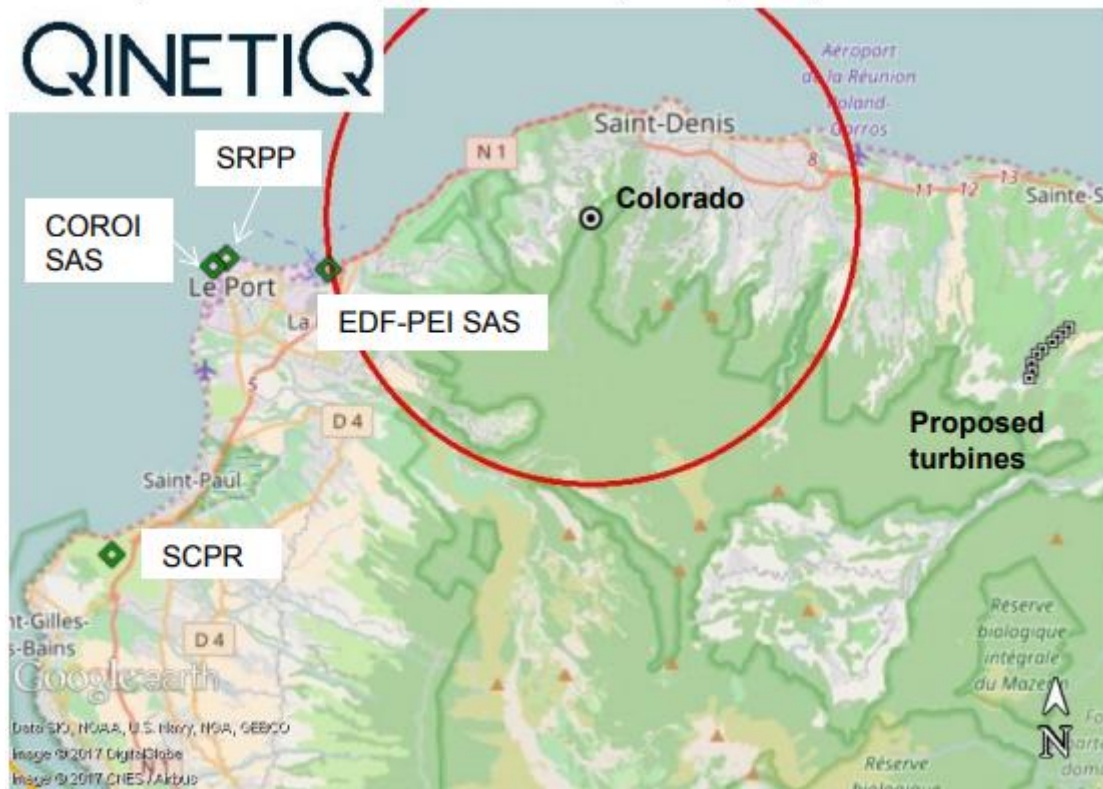 QINETIQ
Aéroport
de la Réunion
Roland-
Garros
Saint-Denis
N 1
SRPP
8
11
12
13
Sainte-S
Colorado
COROI
SAS
Le Port
La
EDF-PEI SAS
5
D 4
Proposed
turbines
Saint-Paul
SCPR
nt-Gilles-
s-Bains
D 4
Google earth
Réserve
biologique
intégrale
du Mazerin
Data SIO, NOAA, U.S. Navy, NGA, GEBCO
Image © 2017 DigitalGlobe
Image © 2017 CNES / Airbus
N
Réserve
biologique